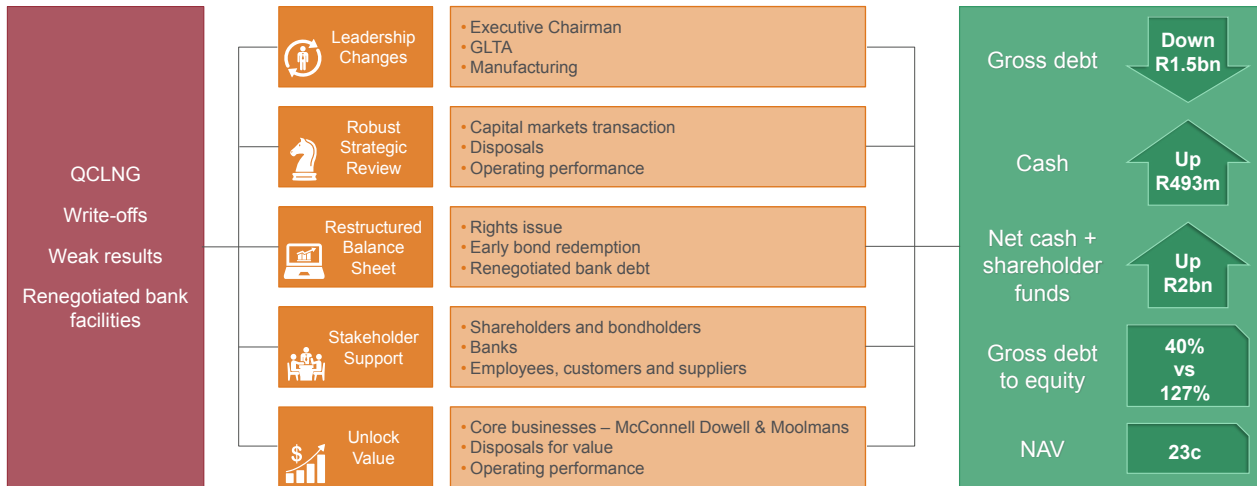 QCLNG
Write-offs
Weak results
Renegotiated bank
facilities
Leadership
Changes
• Executive Chairman
• GLTA
• Manufacturing
Robust
Strategic
Review
• Capital markets transaction
• Disposals
• Operating performance
Restructured
Balance
Sheet
• Rights issue
• Early bond redemption
• Renegotiated bank debt
Stakeholder
Support
• Shareholders and bondholders
• Banks
• Employees, customers and suppliers
$
Unlock
Value
• Core businesses – McConnell Dowell & Moolmans
• Disposals for value
• Operating performance
Gross debt
Down
R1.5bn
Cash
Up
R493m
Net cash +
shareholder
funds
Up
R2bn
Gross debt
to equity
40%
vs
127%
NAV
23c